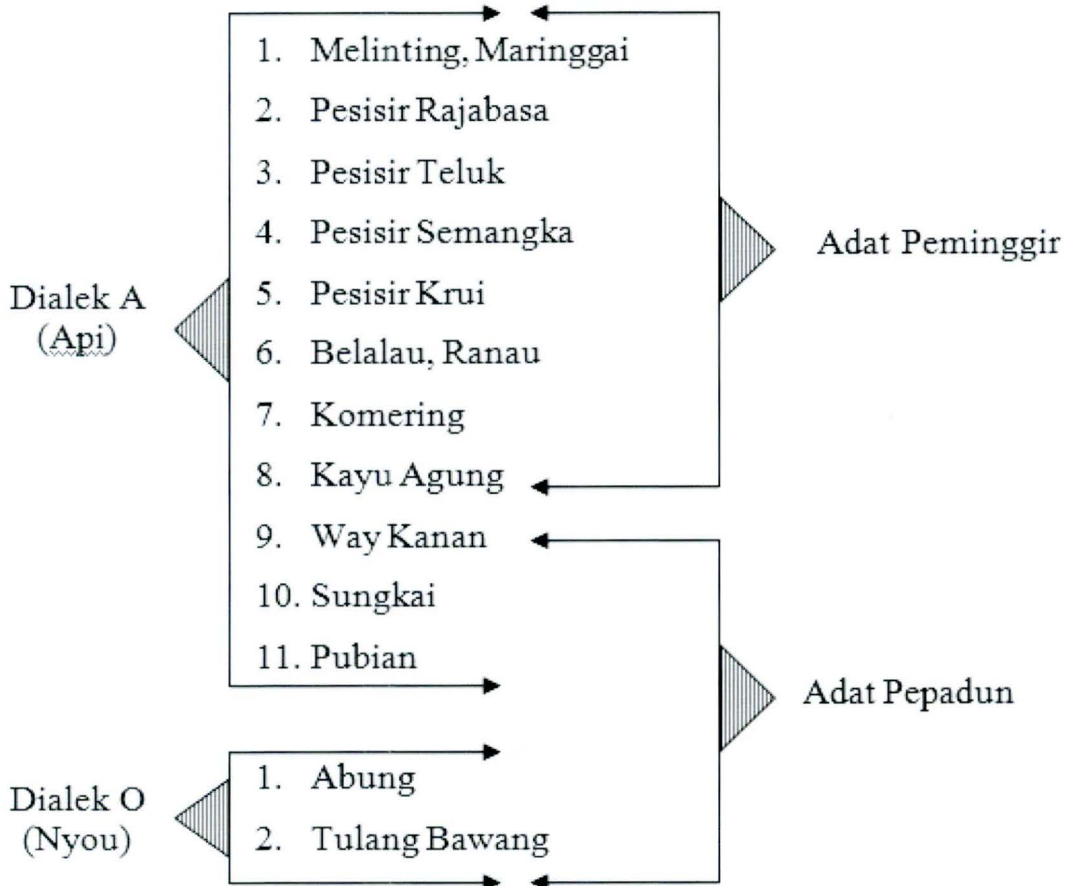 1. Melinting, Maringgai
2. Pesisir Rajabasa
3. Pesisir Teluk
4. Pesisir Semangka
5. Pesisir Krui
6. Belalau, Ranau
7. Komering
8. Kayu Agung
9. Way Kanan
10. Sungkai
11. Pubian
Dialek A
(Api)
Adat Peminggir
1. Abung
2. Tulang Bawang
Dialek O
(Nyou)
Adat Pepadun